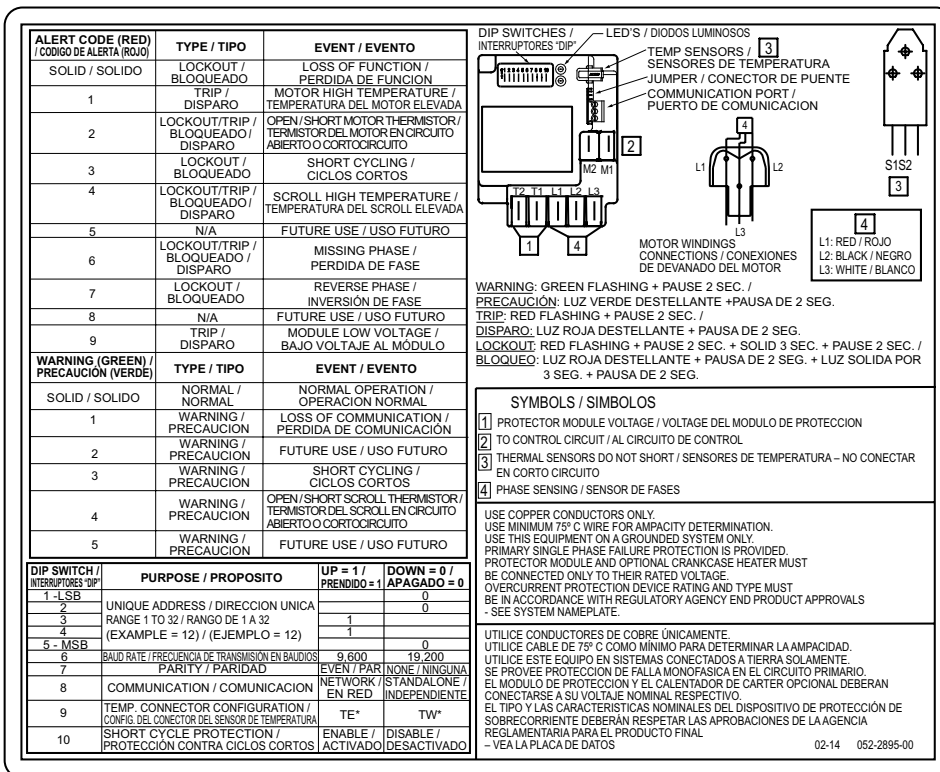 ALERT CODE (RED)
/ CODIGO DE ALERTA (ROJO)
TYPE / TIPO
EVENT / EVENTO
SOLID / SOLIDO
LOCKOUT /
BLOQUEADO
LOSS OF FUNCTION /
PERDIDA DE FUNCION
1
TRIP /
DISPARO
MOTOR HIGH TEMPERATURE /
TEMPERATURA DEL MOTOR ELEVADA
2
LOCKOUT/TRIP /
BLOQUEADO/
DISPARO
OPEN/SHORT MOTOR THERMISTOR/
TERMISTOR DEL MOTOR EN CIRCUITO
ABIERTO O CORTOCIRCUITO
3
LOCKOUT /
BLOQUEADO
SHORT CYCLING /
CICLOS CORTOS
4
LOCKOUT/TRIP /
BLOQUEADO/
DISPARO
SCROLL HIGH TEMPERATURE /
TEMPERATURA DEL SCROLL ELEVADA
5
N/A
FUTURE USE / USO FUTURO
6
LOCKOUT/TRIP /
BLOQUEADO /
DISPARO
MISSING PHASE /
PERDIDA DE FASE
7
LOCKOUT /
BLOQUEADO
REVERSE PHASE /
INVERSIÓN DE FASE
8
N/A
FUTURE USE / USO FUTURO
9
TRIP /
DISPARO
MODULE LOW VOLTAGE /
BAJO VOLTAJE AL MÓDULO
WARNING (GREEN) /
PRECAUCIÓN (VERDE)
TYPE / TIPO
EVENT / EVENTO
SOLID / SOLIDO
NORMAL /
NORMAL
NORMAL OPERATION /
OPERACION NORMAL
1
WARNING /
PRECAUCION
LOSS OF COMMUNICATION /
PERDIDA DE COMUNICACIÓN
2
WARNING /
PRECAUCION
FUTURE USE / USO FUTURO
3
WARNING /
PRECAUCION
SHORT CYCLING /
CICLOS CORTOS
4
WARNING /
PRECAUCION
OPEN/SHORT SCROLL THERMISTOR/
TERMISTOR DEL SCROLL EN CIRCUITO
ABIERTO O CORTOCIRCUITO
5
WARNING /
PRECAUCION
FUTURE USE / USO FUTURO
DIP SWITCH /
INTERRUPTORES "DIP"
PURPOSE / PROPOSITO
UP = 1 /
PRENDIDO = 1
DOWN = 0 /
APAGADO = 0
1 -LSB
0
2
UNIQUE ADDRESS / DIRECCION UNICA
0
3
RANGE 1 TO 32 / RANGO DE 1 A 32
1
4
(EXAMPLE = 12) / (EJEMPLO = 12)
1
5 - MSB
0
6
BAUD RATE / FRECUENCIA DE TRANSMISIÓN EN BAUDIOS
9,600
19,200
7
PARITY / PARIDAD
EVEN / PAR
NONE / NINGUNA
8
COMMUNICATION / COMUNICACION
NETWORK /
EN RED
STANDALONE /
INDEPENDIENTE
9
TEMP. CONNECTOR CONFIGURATION /
CONFIG. DEL CONECTOR DEL SENSOR DE TEMPERATURA
TE*
TW*
10
SHORT CYCLE PROTECTION /
PROTECCIÓN CONTRA CICLOS CORTOS
ENABLE /
ACTIVADO
DISABLE /
DESACTIVADO
DIP SWITCHES /
INTERRUPTORES "DIP"
LED'S / DIODOS LUMINOSOS
TEMP SENSORS /
SENSORES DE TEMPERATURA
3
JUMPER / CONECTOR DE PUENTE
COMMUNICATION PORT /
PUERTO DE COMUNICACION
2
M2 M1
T2 T1 L1 L2 L3
1
4
4
L1
L2
L3
MOTOR WINDINGS
CONNECTIONS / CONEXIONES
DE DEVANADO DEL MOTOR
S1S2
3
4
L1: RED / ROJO
L2: BLACK / NEGRO
L3: WHITE / BLANCO
WARNING: GREEN FLASHING + PAUSE 2 SEC. /
PRECAUCIÓN: LUZ VERDE DESTELLANTE +PAUSA DE 2 SEG.
TRIP: RED FLASHING + PAUSE 2 SEC. /
DISPARO: LUZ ROJA DESTELLANTE + PAUSA DE 2 SEG.
LOCKOUT: RED FLASHING + PAUSE 2 SEC. + SOLID 3 SEC. + PAUSE 2 SEC. /
BLOQUEO: LUZ ROJA DESTELLANTE + PAUSA DE 2 SEG. + LUZ SOLIDA POR
3 SEG. + PAUSA DE 2 SEG.
SYMBOLS / SIMBOLOS
1 PROTECTOR MODULE VOLTAGE / VOLTAGE DEL MODULO DE PROTECCION
2 TO CONTROL CIRCUIT / AL CIRCUITO DE CONTROL
3 THERMAL SENSORS DO NOT SHORT / SENSORES DE TEMPERATURA – NO CONECTAR
EN CORTO CIRCUITO
4 PHASE SENSING / SENSOR DE FASES
USE COPPER CONDUCTORS ONLY.
USE MINIMUM 75º C WIRE FOR AMPACITY DETERMINATION.
USE THIS EQUIPMENT ON A GROUNDED SYSTEM ONLY.
PRIMARY SINGLE PHASE FAILURE PROTECTION IS PROVIDED.
PROTECTOR MODULE AND OPTIONAL CRANKCASE HEATER MUST
BE CONNECTED ONLY TO THEIR RATED VOLTAGE.
OVERCURRENT PROTECTION DEVICE RATING AND TYPE MUST
BE IN ACCORDANCE WITH REGULATORY AGENCY END PRODUCT APPROVALS
- SEE SYSTEM NAMEPLATE.
UTILICE CONDUCTORES DE COBRE ÚNICAMENTE.
UTILICE CABLE DE 75º C COMO MÍNIMO PARA DETERMINAR LA AMPACIDAD.
UTILICE ESTE EQUIPO EN SISTEMAS CONECTADOS A TIERRA SOLAMENTE.
SE PROVEE PROTECCION DE FALLA MONOFASICA EN EL CIRCUITO PRIMARIO.
EL MODULO DE PROTECCION Y EL CALENTADOR DE CARTER OPCIONAL DEBERAN
CONECTARSE A SU VOLTAJE NOMINAL RESPECTIVO.
EL TIPO Y LAS CARACTERISTICAS NOMINALES DEL DISPOSITIVO DE PROTECCIÓN DE
SOBRECORRIENTE DEBERÁN RESPETAR LAS APROBACIONES DE LA AGENCIA
REGLAMENTARIA PARA EL PRODUCTO FINAL
– VEA LA PLACA DE DATOS
02-14 052-2895-00